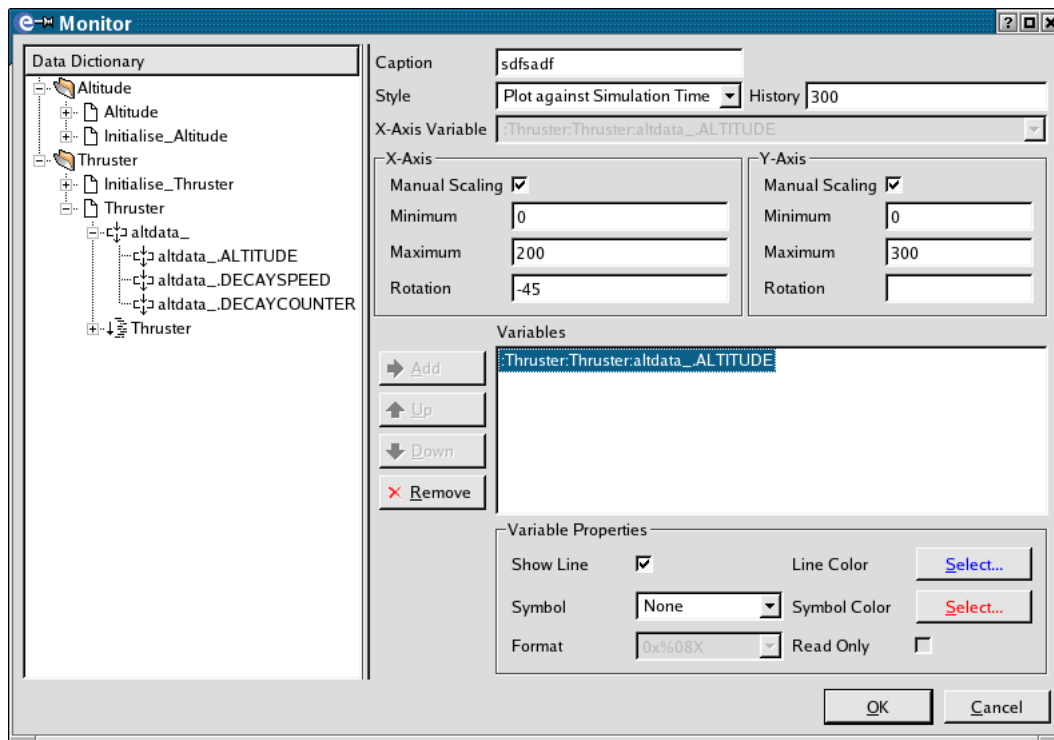 Monitor
Data Dictionary
Altitude
Altitude
Initialise_Altitude
Thruster
Initialise_Thruster
Thruster
altdata_
altdata_.ALTITUDE
altdata_.DECAYSPEED
altdata_.DECAYCOUNTER
Thruster
Caption sdfsadf
Style Plot against Simulation Time History 300
X-Axis Variable :Thruster:Thruster:altdata_.ALTITUDE
X-Axis
Manual Scaling
Minimum 0
Maximum 200
Rotation -45
Y-Axis
Manual Scaling
Minimum 0
Maximum 300
Rotation
Variables
:Thruster:Thruster:altdata_.ALTITUDE
Add
Up
Down
Remove
Variable Properties
Show Line Line Color Select...
Symbol None Symbol Color Select...
Format 0x%08X Read Only
OK Cancel